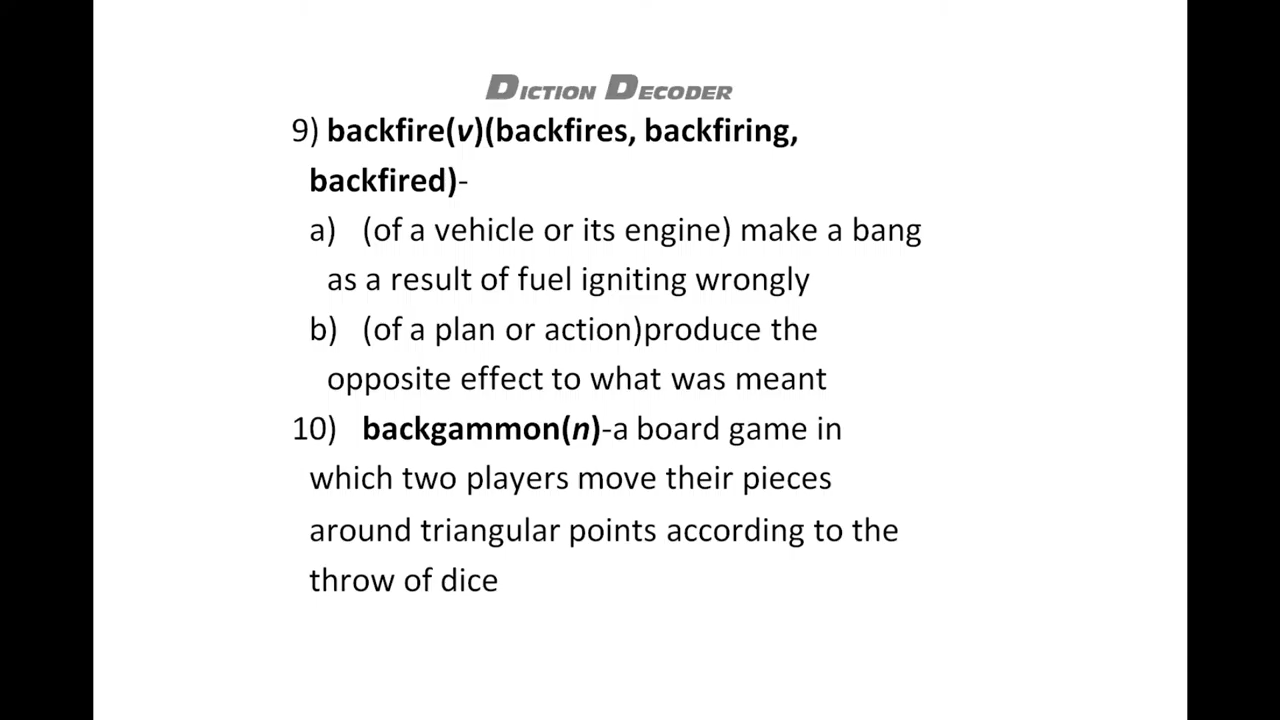 DICTION DECODER
9) backfire(v)(backfires, backfiring,
backfired)-
a) (of a vehicle or its engine) make a bang
as a result of fuel igniting wrongly
b) (of a plan or action)produce the
opposite effect to what was meant
10) backgammon(n)-a board game in
which two players move their pieces
around triangular points according to the
throw of dice